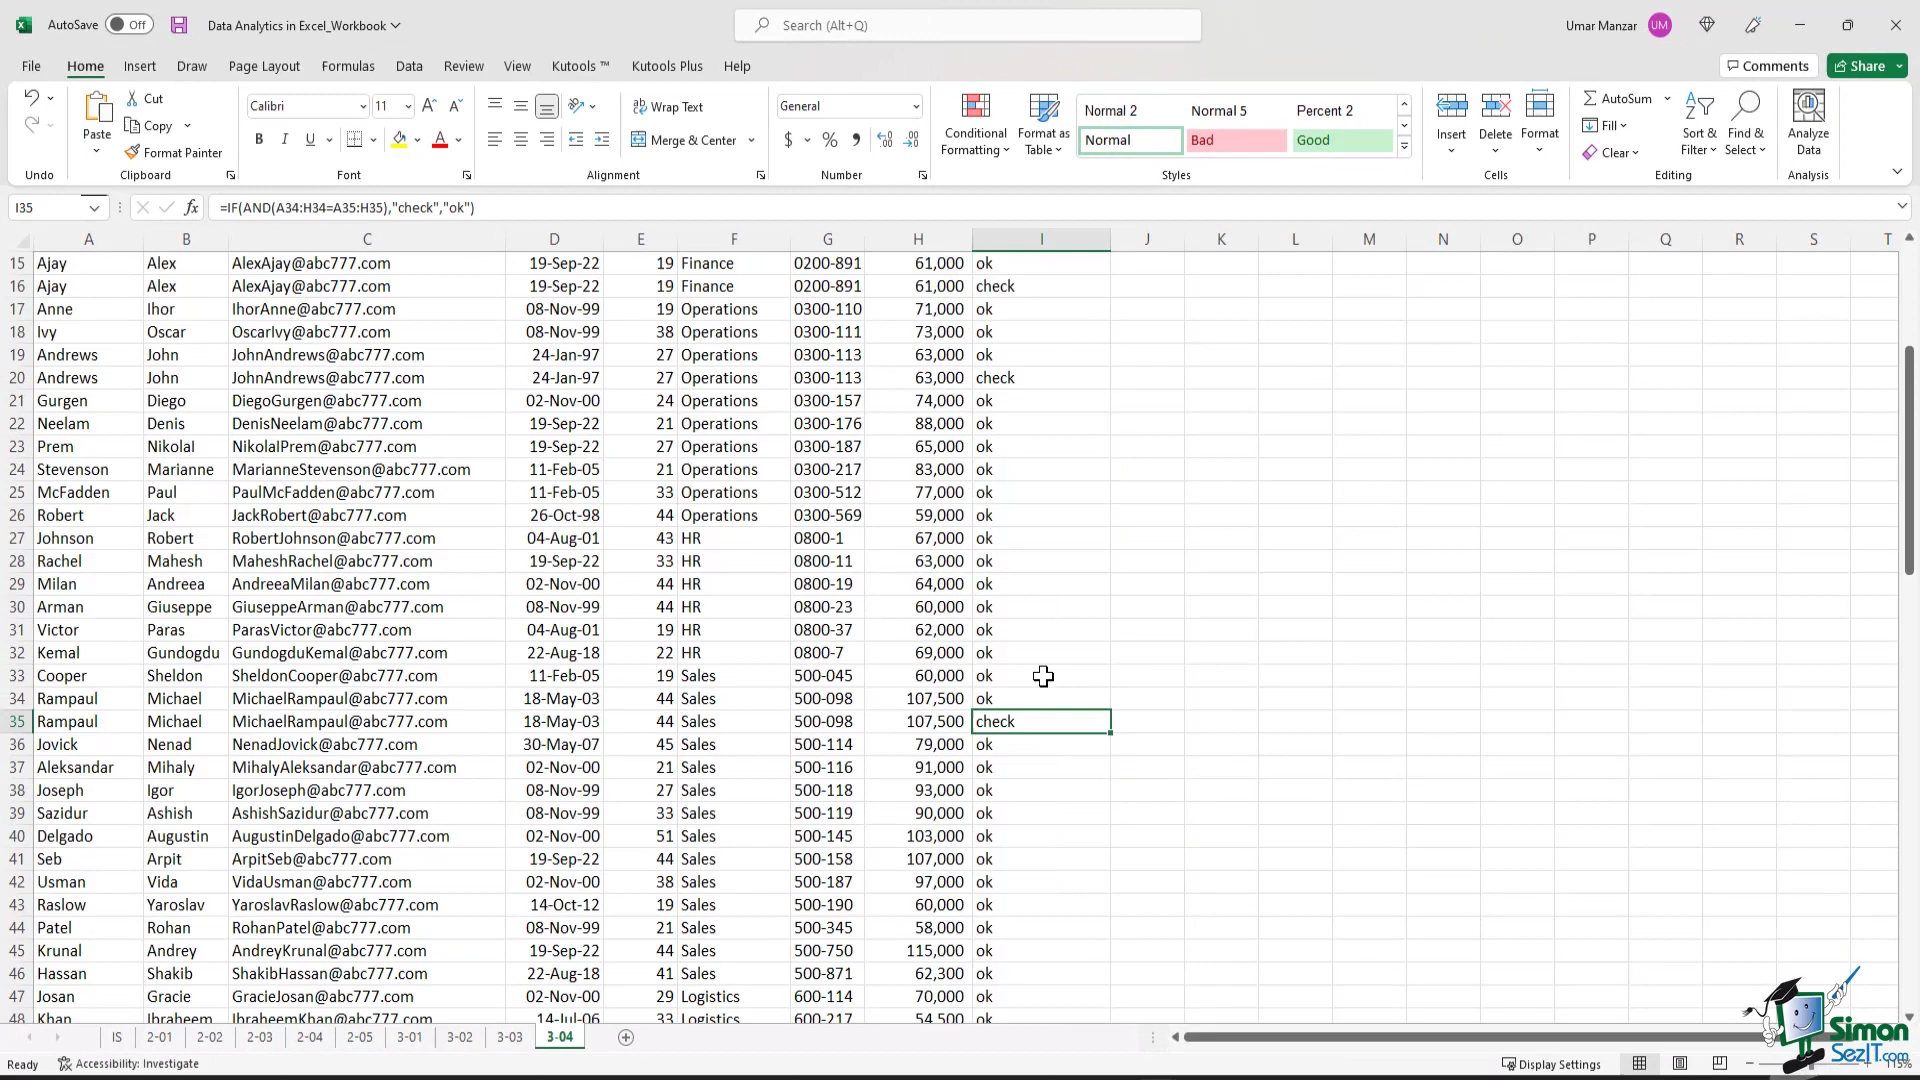 AutoSave Off Data Analytics in Excel_Workbook Search (Alt+Q) Umar Manzar UM
File Home Insert Draw Page Layout Formulas Data Review View Kutools ™ Kutools Plus Help Comments Share
Cut Calibri 11 Wrap Text General Normal 2 Normal 5 Percent 2 AutoSum
Paste Copy Format Painter B I U Merge & Center $ % Conditional Formatting Format as Table Normal Bad Good Insert Delete Format Fill Clear Sort & Filter Find & Select Analyze Data
Undo Clipboard Font Alignment Number Styles Cells Editing Analysis
I35 fx =IF(AND(A34:H34=A35:H35),"check","ok")
A B C D E F G H I J K L M N O P Q R S T
15 Ajay Alex AlexAjay@abc777.com 19-Sep-22 19 Finance 0200-891 61,000 ok
16 Ajay Alex AlexAjay@abc777.com 19-Sep-22 19 Finance 0200-891 61,000 check
17 Anne Ihor IhorAnne@abc777.com 08-Nov-99 19 Operations 0300-110 71,000 ok
18 Ivy Oscar OscarIvy@abc777.com 08-Nov-99 38 Operations 0300-111 73,000 ok
19 Andrews John JohnAndrews@abc777.com 24-Jan-97 27 Operations 0300-113 63,000 ok
20 Andrews John JohnAndrews@abc777.com 24-Jan-97 27 Operations 0300-113 63,000 check
21 Gurgen Diego DiegoGurgen@abc777.com 02-Nov-00 24 Operations 0300-157 74,000 ok
22 Neelam Denis DenisNeelam@abc777.com 19-Sep-22 21 Operations 0300-176 88,000 ok
23 Prem NikolaI NikolaIPrem@abc777.com 19-Sep-22 27 Operations 0300-187 65,000 ok
24 Stevenson Marianne MarianneStevenson@abc777.com 11-Feb-05 21 Operations 0300-217 83,000 ok
25 McFadden Paul PaulMcFadden@abc777.com 11-Feb-05 33 Operations 0300-512 77,000 ok
26 Robert Jack JackRobert@abc777.com 26-Oct-98 44 Operations 0300-569 59,000 ok
27 Johnson Robert RobertJohnson@abc777.com 04-Aug-01 43 HR 0800-1 67,000 ok
28 Rachel Mahesh MaheshRachel@abc777.com 19-Sep-22 33 HR 0800-11 63,000 ok
29 Milan Andreea AndreeaMilan@abc777.com 02-Nov-00 44 HR 0800-19 64,000 ok
30 Arman Giuseppe GiuseppeArman@abc777.com 08-Nov-99 44 HR 0800-23 60,000 ok
31 Victor Paras ParasVictor@abc777.com 04-Aug-01 19 HR 0800-37 62,000 ok
32 Kemal Gundogdu GundogduKemal@abc777.com 22-Aug-18 22 HR 0800-7 69,000 ok
33 Cooper Sheldon SheldonCooper@abc777.com 11-Feb-05 19 Sales 500-045 60,000 ok
34 Rampaul Michael MichaelRampaul@abc777.com 18-May-03 44 Sales 500-098 107,500 ok
35 Rampaul Michael MichaelRampaul@abc777.com 18-May-03 44 Sales 500-098 107,500 check
36 Jovick Nenad NenadJovick@abc777.com 30-May-07 45 Sales 500-114 79,000 ok
37 Aleksandar Mihaly MihalyAleksandar@abc777.com 02-Nov-00 21 Sales 500-116 91,000 ok
38 Joseph Igor IgorJoseph@abc777.com 08-Nov-99 27 Sales 500-118 93,000 ok
39 Sazidur Ashish AshishSazidur@abc777.com 08-Nov-99 33 Sales 500-119 90,000 ok
40 Delgado Augustin AugustinDelgado@abc777.com 02-Nov-00 51 Sales 500-145 103,000 ok
41 Seb Arpit ArpitSeb@abc777.com 19-Sep-22 44 Sales 500-158 107,000 ok
42 Usman Vida VidaUsman@abc777.com 02-Nov-00 38 Sales 500-187 97,000 ok
43 Raslow Yaroslav YaroslavRaslow@abc777.com 14-Oct-12 19 Sales 500-190 60,000 ok
44 Patel Rohan RohanPatel@abc777.com 08-Nov-99 21 Sales 500-345 58,000 ok
45 Krunal Andrey AndreyKrunal@abc777.com 19-Sep-22 44 Sales 500-750 115,000 ok
46 Hassan Shakib ShakibHassan@abc777.com 22-Aug-18 41 Sales 500-871 62,300 ok
47 Josan Gracie GracieJosan@abc777.com 02-Nov-00 29 Logistics 600-114 70,000 ok
48 Khan Ibraheem IbraheemKhan@abc777.com 14-Jul-06 33 Logistics 600-217 54,500 ok
IS 2-01 2-02 2-03 2-04 2-05 3-01 3-02 3-03 3-04
Simon SezIT.com
Ready Accessibility: Investigate Display Settings 115%